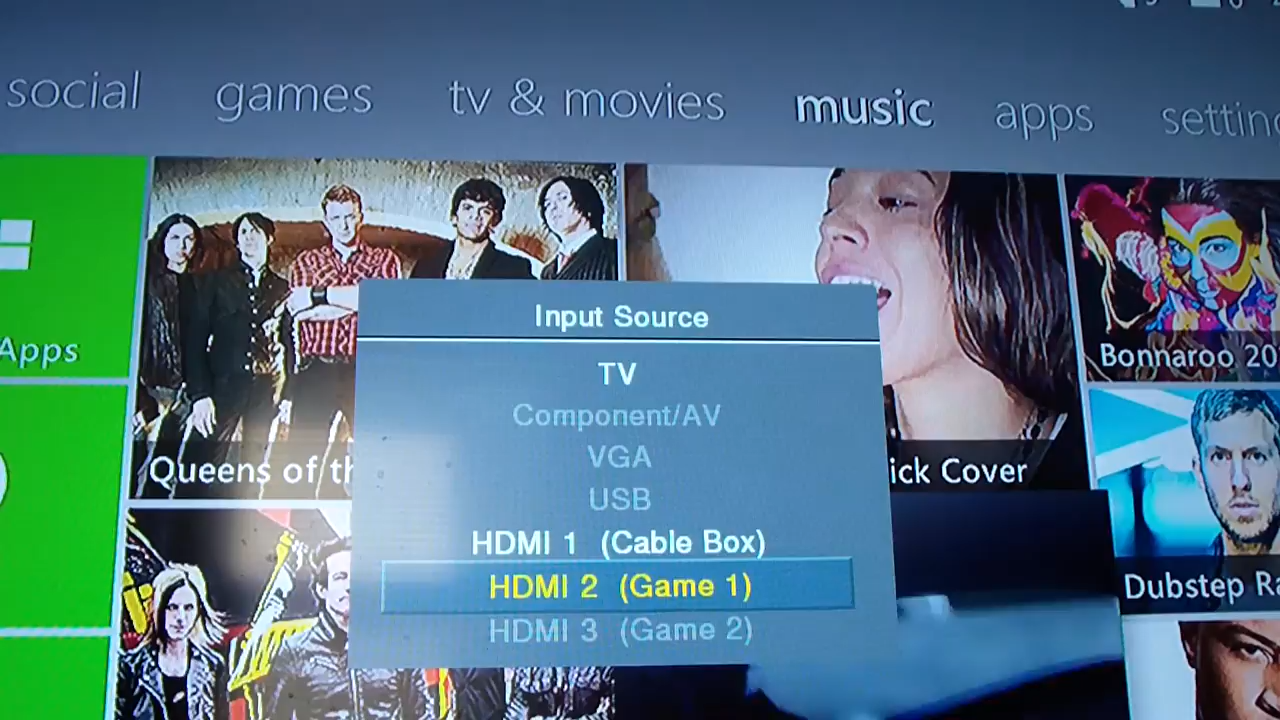 social games tv & movies music apps settin
Apps
Queens of th
ick Cover
Bonnaroo 20
Dubstep Ra
Input Source
TV
Component/AV
VGA
USB
HDMI 1 (Cable Box)
HDMI 2 (Game 1)
HDMI 3 (Game 2)